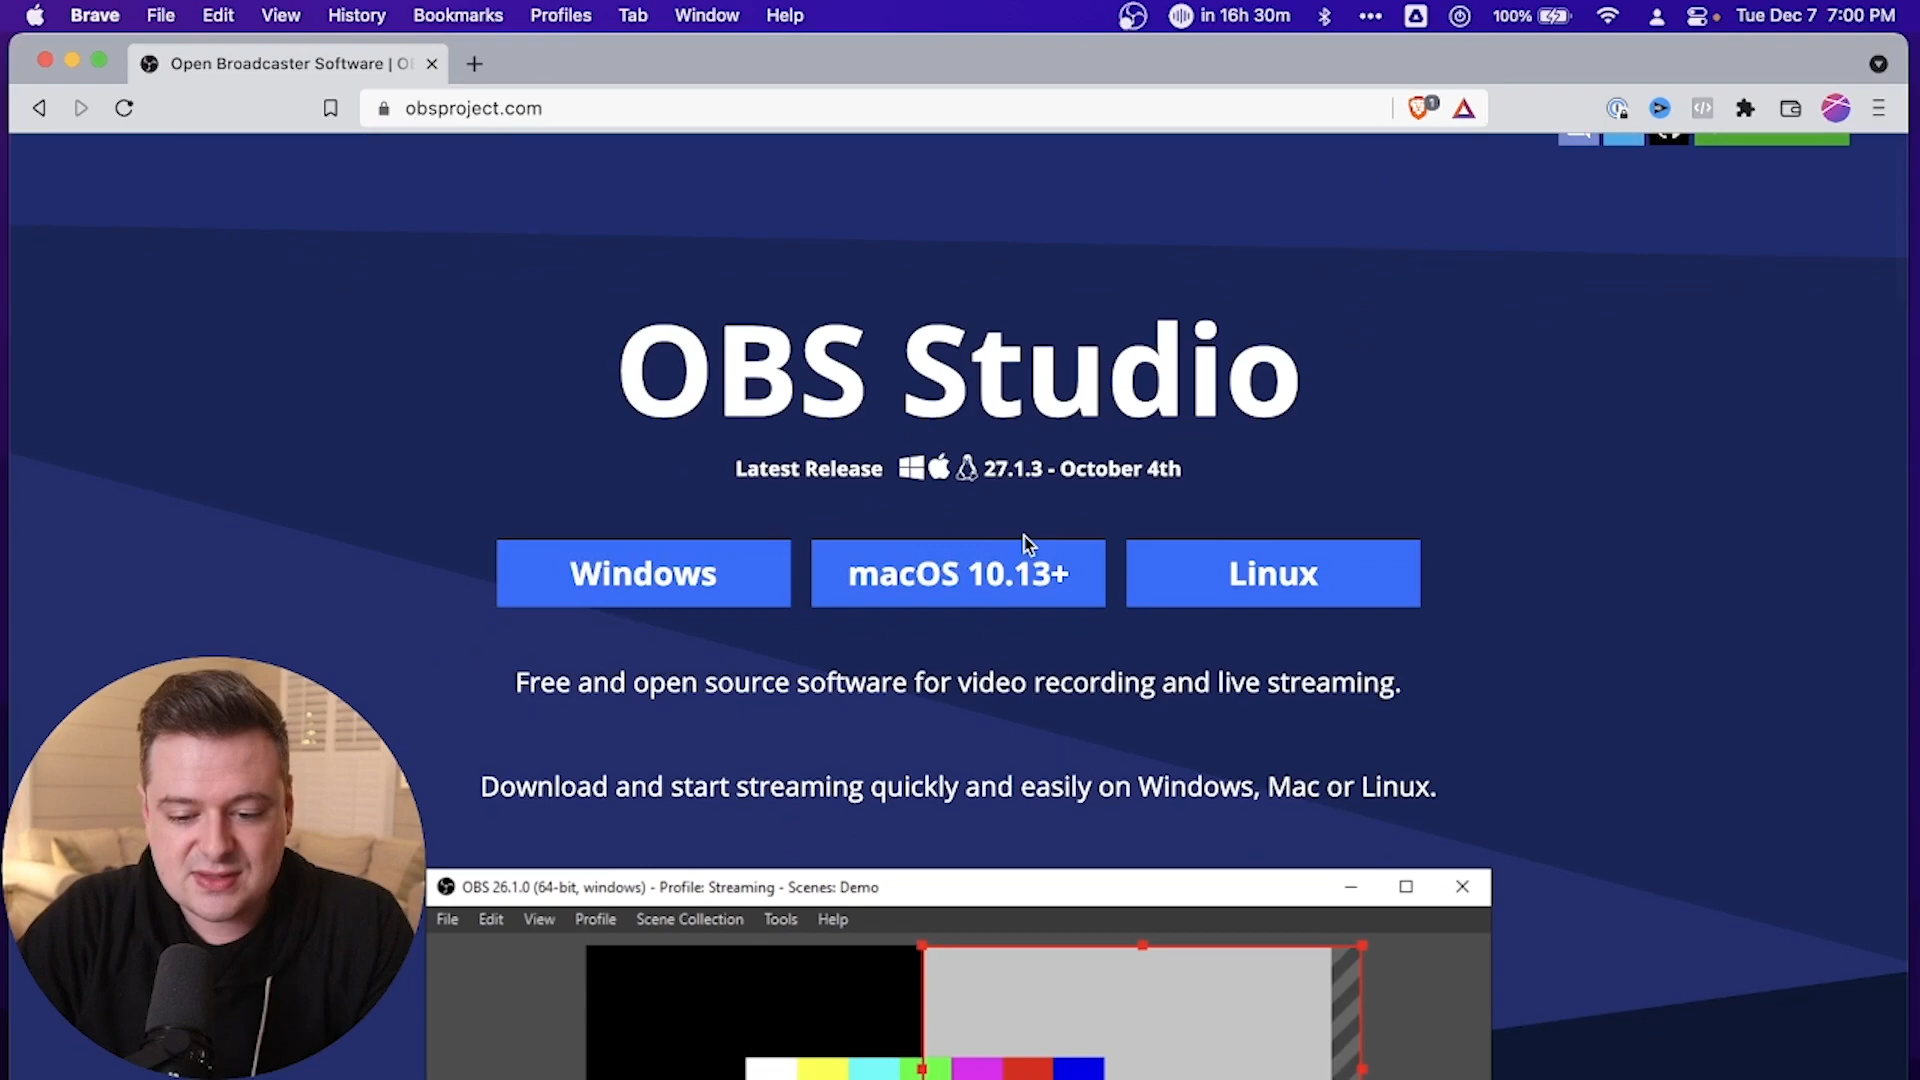 Brave File Edit View History Bookmarks Profiles Tab Window Help in 16h 30m 100% Tue Dec 7 7:00 PM
Open Broadcaster Software | O
obsproject.com
1
OBS Studio
Latest Release 27.1.3 - October 4th
Windows macOS 10.13+ Linux
Free and open source software for video recording and live streaming.
Download and start streaming quickly and easily on Windows, Mac or Linux.
OBS 26.1.0 (64-bit, windows) - Profile: Streaming - Scenes: Demo
File Edit View Profile Scene Collection Tools Help